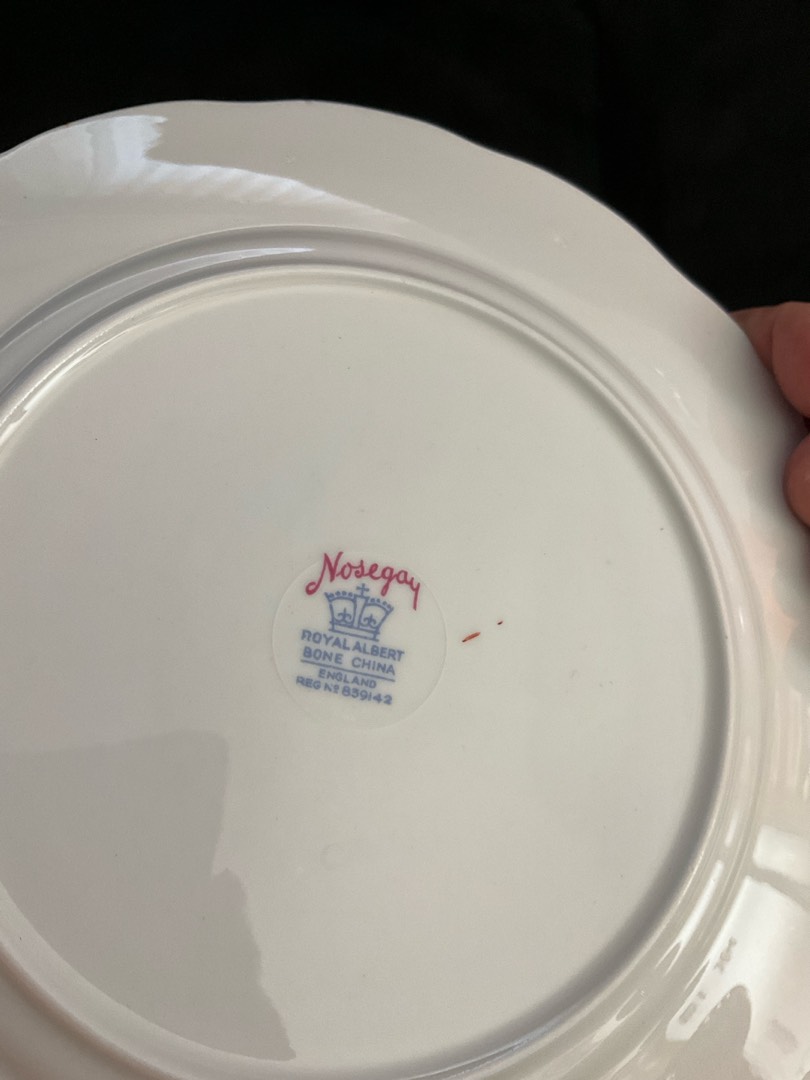 Nosegay
ROYAL ALBERT
BONE CHINA
ENGLAND
REG Nº 839142